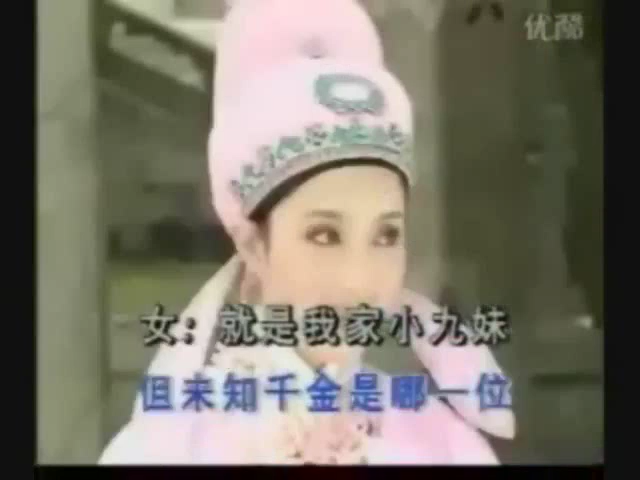 优酷
女：就是我家小九妹
但未知千金是哪一位